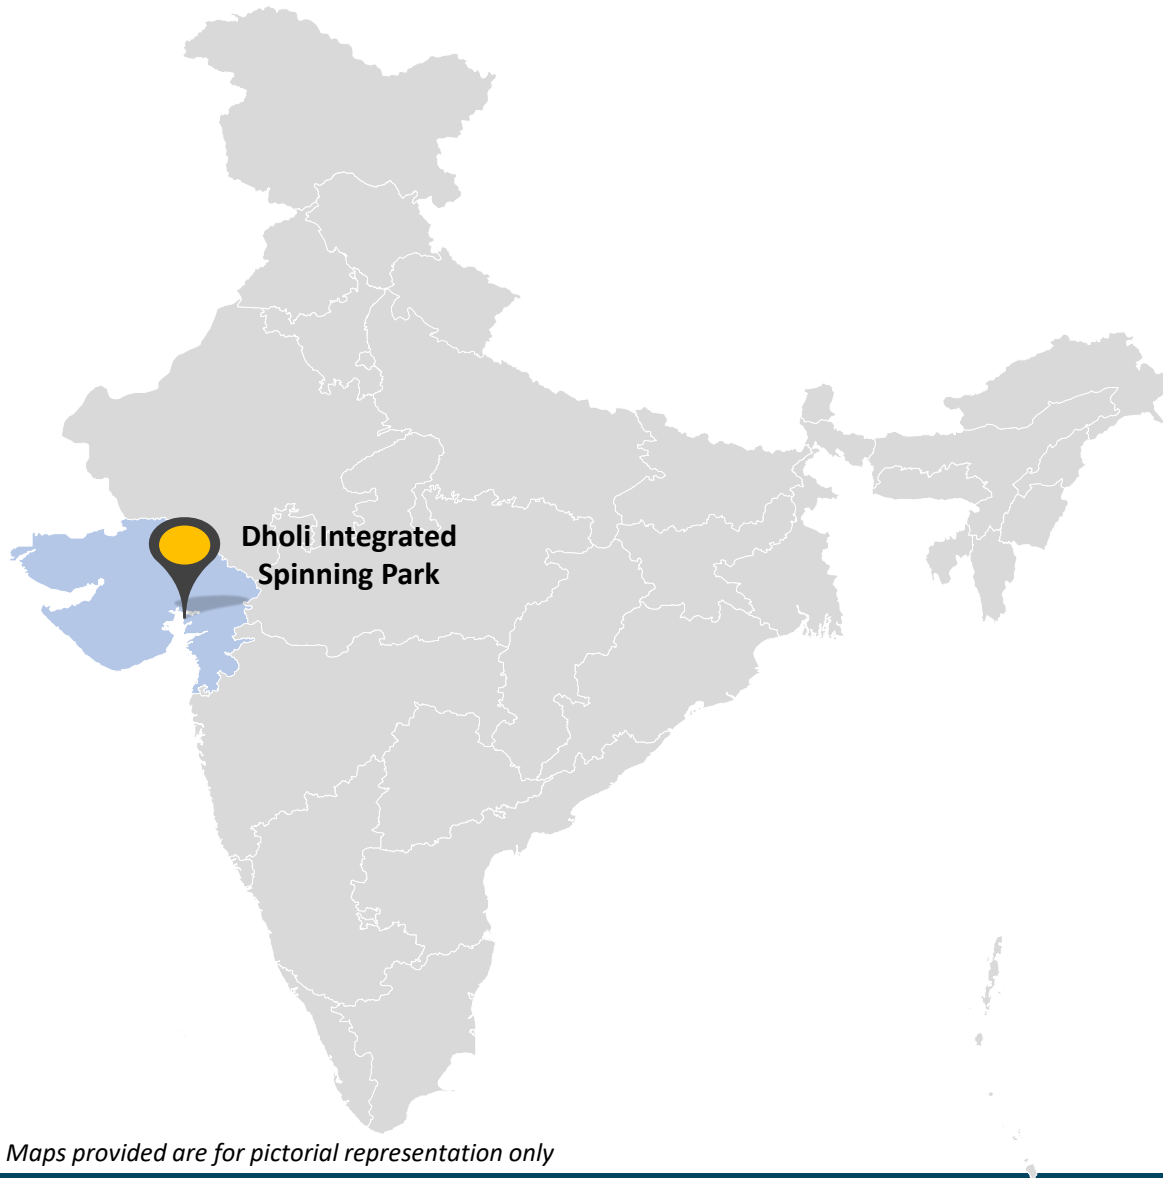 Dholi Integrated
Spinning Park
Maps provided are for pictorial representation only